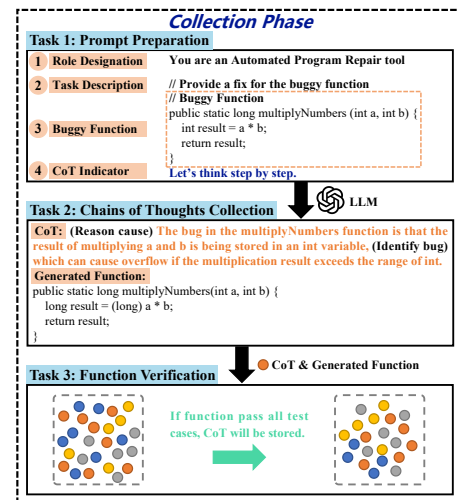 Collection Phase
Task 1: Prompt Preparation
1 Role Designation You are an Automated Program Repair tool
2 Task Description // Provide a fix for the buggy function
// Buggy Function
public static long multiplyNumbers (int a, int b) {
3 Buggy Function int result = a * b;
return result;
}
4 CoT Indicator Let's think step by step.
LLM
Task 2: Chains of Thoughts Collection
CoT: (Reason cause) The bug in the multiplyNumbers function is that the
result of multiplying a and b is being stored in an int variable, (Identify bug)
which can cause overflow if the multiplication result exceeds the range of int.
Generated Function:
public static long multiplyNumbers(int a, int b) {
long result = (long) a * b;
return result;
}
CoT & Generated Function
Task 3: Function Verification
If function pass all test
cases, CoT will be stored.